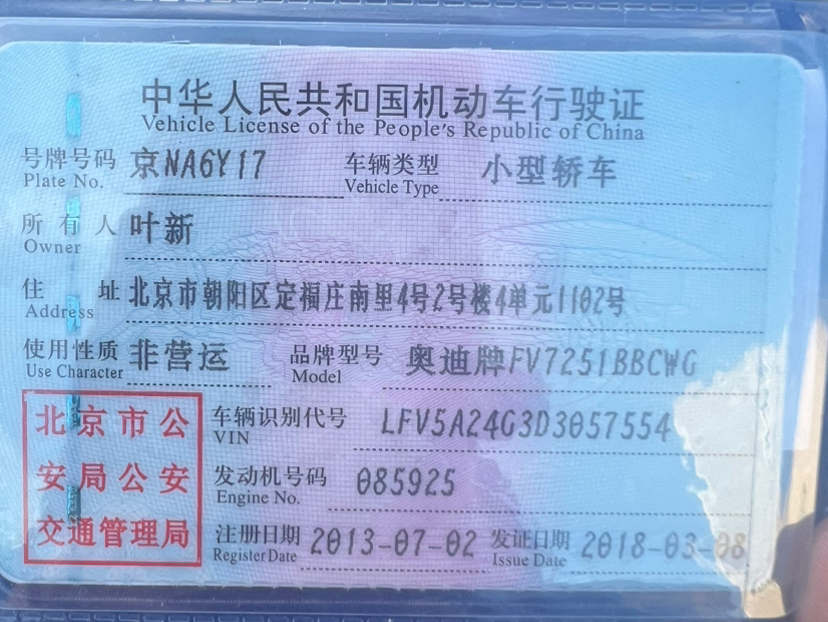 中华人民共和国机动车行驶证
Vehicle License of the People's Republic of China
号牌号码 京NA6Y17 车辆类型 小型轿车
Plate No. Vehicle Type
所有人 叶新
Owner
住址 北京市朝阳区定福庄南里4号2号楼4单元1102号
Address
使用性质 非营运 品牌型号 奥迪牌FV7251BBCWG
Use Character Model
北京市公
安局公安
交通管理局
车辆识别代号 LFV5A24G3D3057554
VIN
发动机号码 085925
Engine No.
注册日期 2013-07-02 发证日期 2018-03-08
Register Date Issue Date